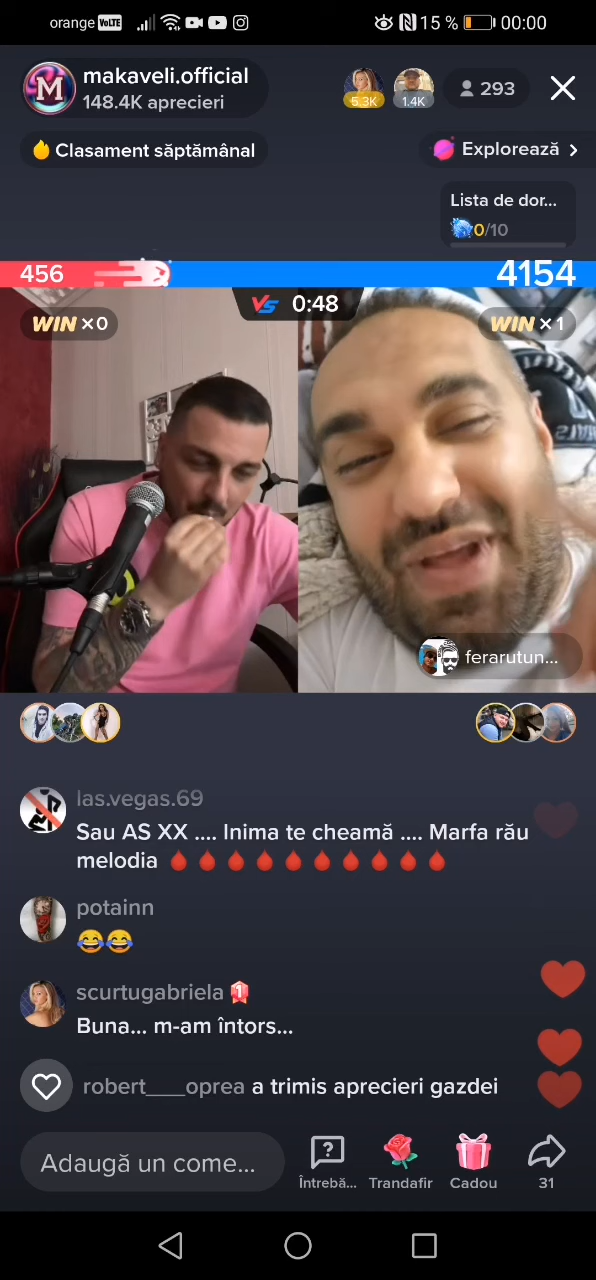 orange VoLTE 15 % 00:00
M
makaveli.official
148.4K aprecieri
5.3K 1.4K 293
Clasament săptămânal
Explorează
Lista de dor...
0/10
456 4154
VS 0:48
WIN ×0 WIN ×1
ferarutun...
las.vegas.69
Sau AS XX .... Inima te cheamă .... Marfa rău
melodia 🩸🩸🩸🩸🩸🩸🩸🩸🩸🩸
potainn
😂😂
scurtugabriela 1
Buna... m-am întors...
robert___oprea a trimis aprecieri gazdei
Adaugă un come...
Întrebă... Trandafir Cadou 31